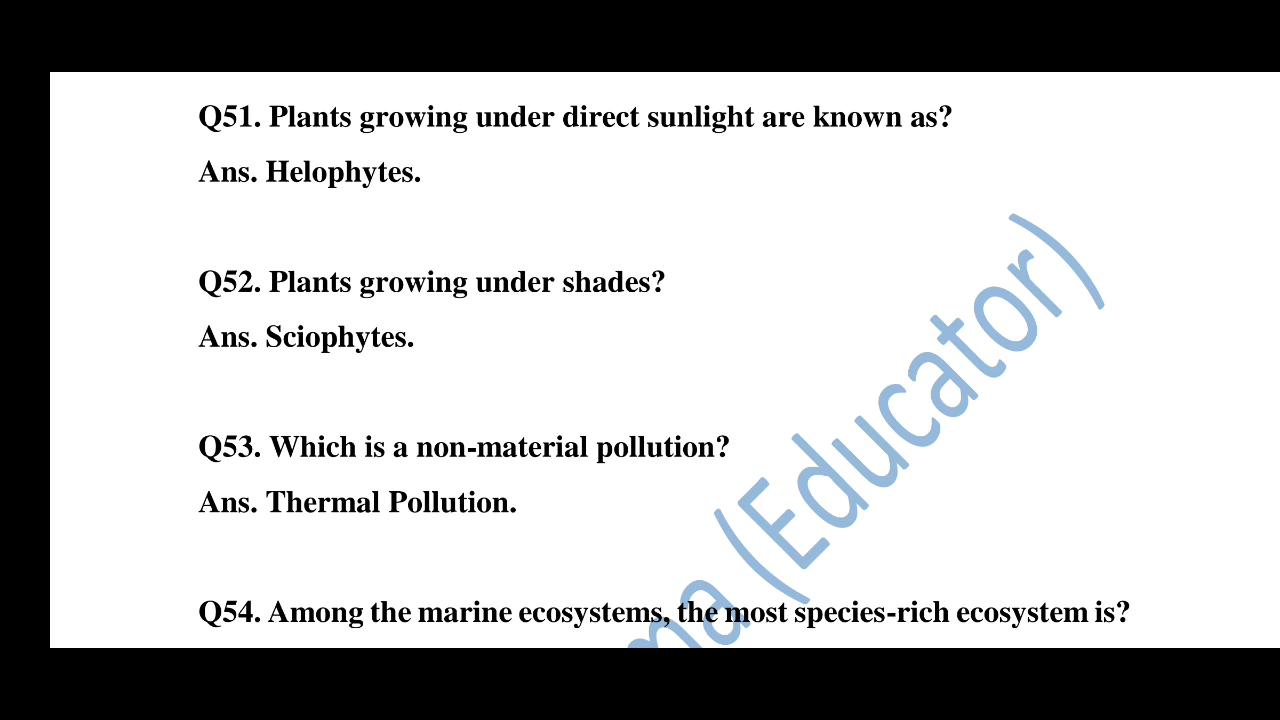 Q51. Plants growing under direct sunlight are known as?
Ans. Helophytes.
Q52. Plants growing under shades?
Ans. Sciophytes.
Q53. Which is a non-material pollution?
Ans. Thermal Pollution.
Q54. Among the marine ecosystems, the most species-rich ecosystem is?
(Educator)